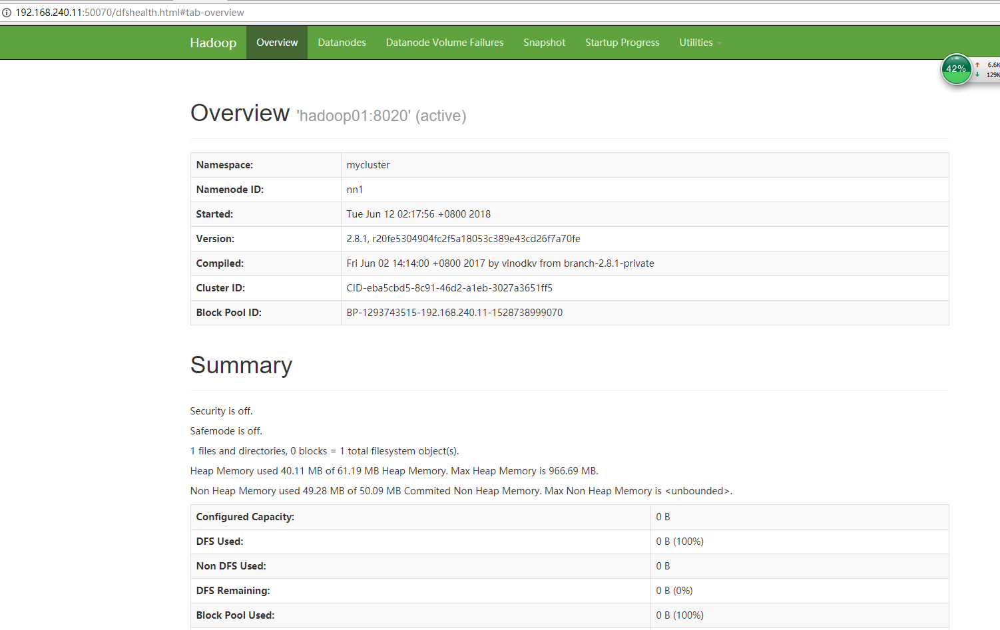 192.168.240.11:50070/dfshealth.html#tab-overview
Hadoop Overview Datanodes Datanode Volume Failures Snapshot Startup Progress Utilities
42% 6.6K
129K
Overview 'hadoop01:8020' (active)
Namespace: mycluster
Namenode ID: nn1
Started: Tue Jun 12 02:17:56 +0800 2018
Version: 2.8.1, r20fe5304904fc2f5a18053c389e43cd26f7a70fe
Compiled: Fri Jun 02 14:14:00 +0800 2017 by vinodkv from branch-2.8.1-private
Cluster ID: CID-eba5cbd5-8c91-46d2-a1eb-3027a3651ff5
Block Pool ID: BP-1293743515-192.168.240.11-1528738999070
Summary
Security is off.
Safemode is off.
1 files and directories, 0 blocks = 1 total filesystem object(s).
Heap Memory used 40.11 MB of 61.19 MB Heap Memory. Max Heap Memory is 966.69 MB.
Non Heap Memory used 49.28 MB of 50.09 MB Commited Non Heap Memory. Max Non Heap Memory is <unbounded>.
Configured Capacity: 0 B
DFS Used: 0 B (100%)
Non DFS Used: 0 B
DFS Remaining: 0 B (0%)
Block Pool Used: 0 B (100%)